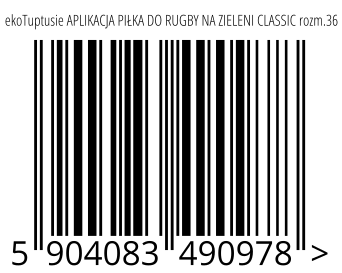 ekoTuptusie APLIKACJA PIŁKA DO RUGBY NA ZIELENI CLASSIC rozm.36
5 904083 490978 >